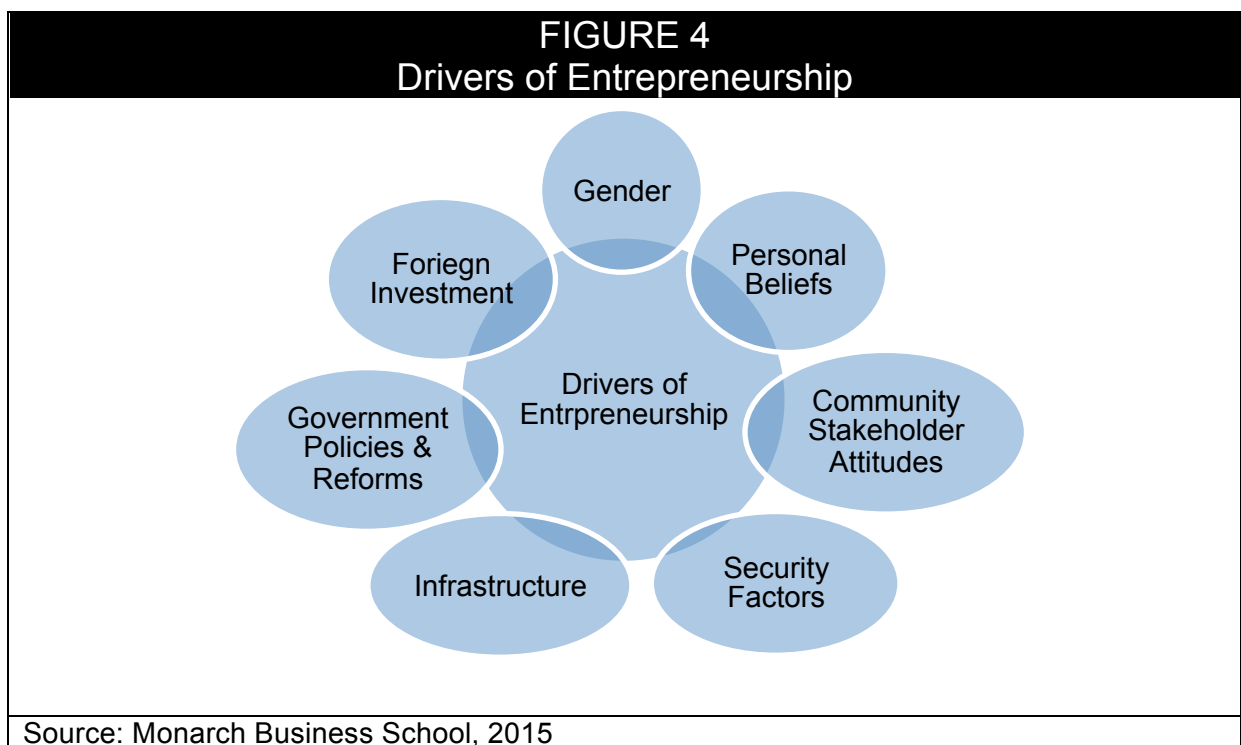 FIGURE 4
Drivers of Entrepreneurship
Gender
Personal
Beliefs
Foriegn
Investment
Drivers of
Entrpreneurship
Community
Stakeholder
Attitudes
Government
Policies &
Reforms
Infrastructure
Security
Factors
Source: Monarch Business School, 2015